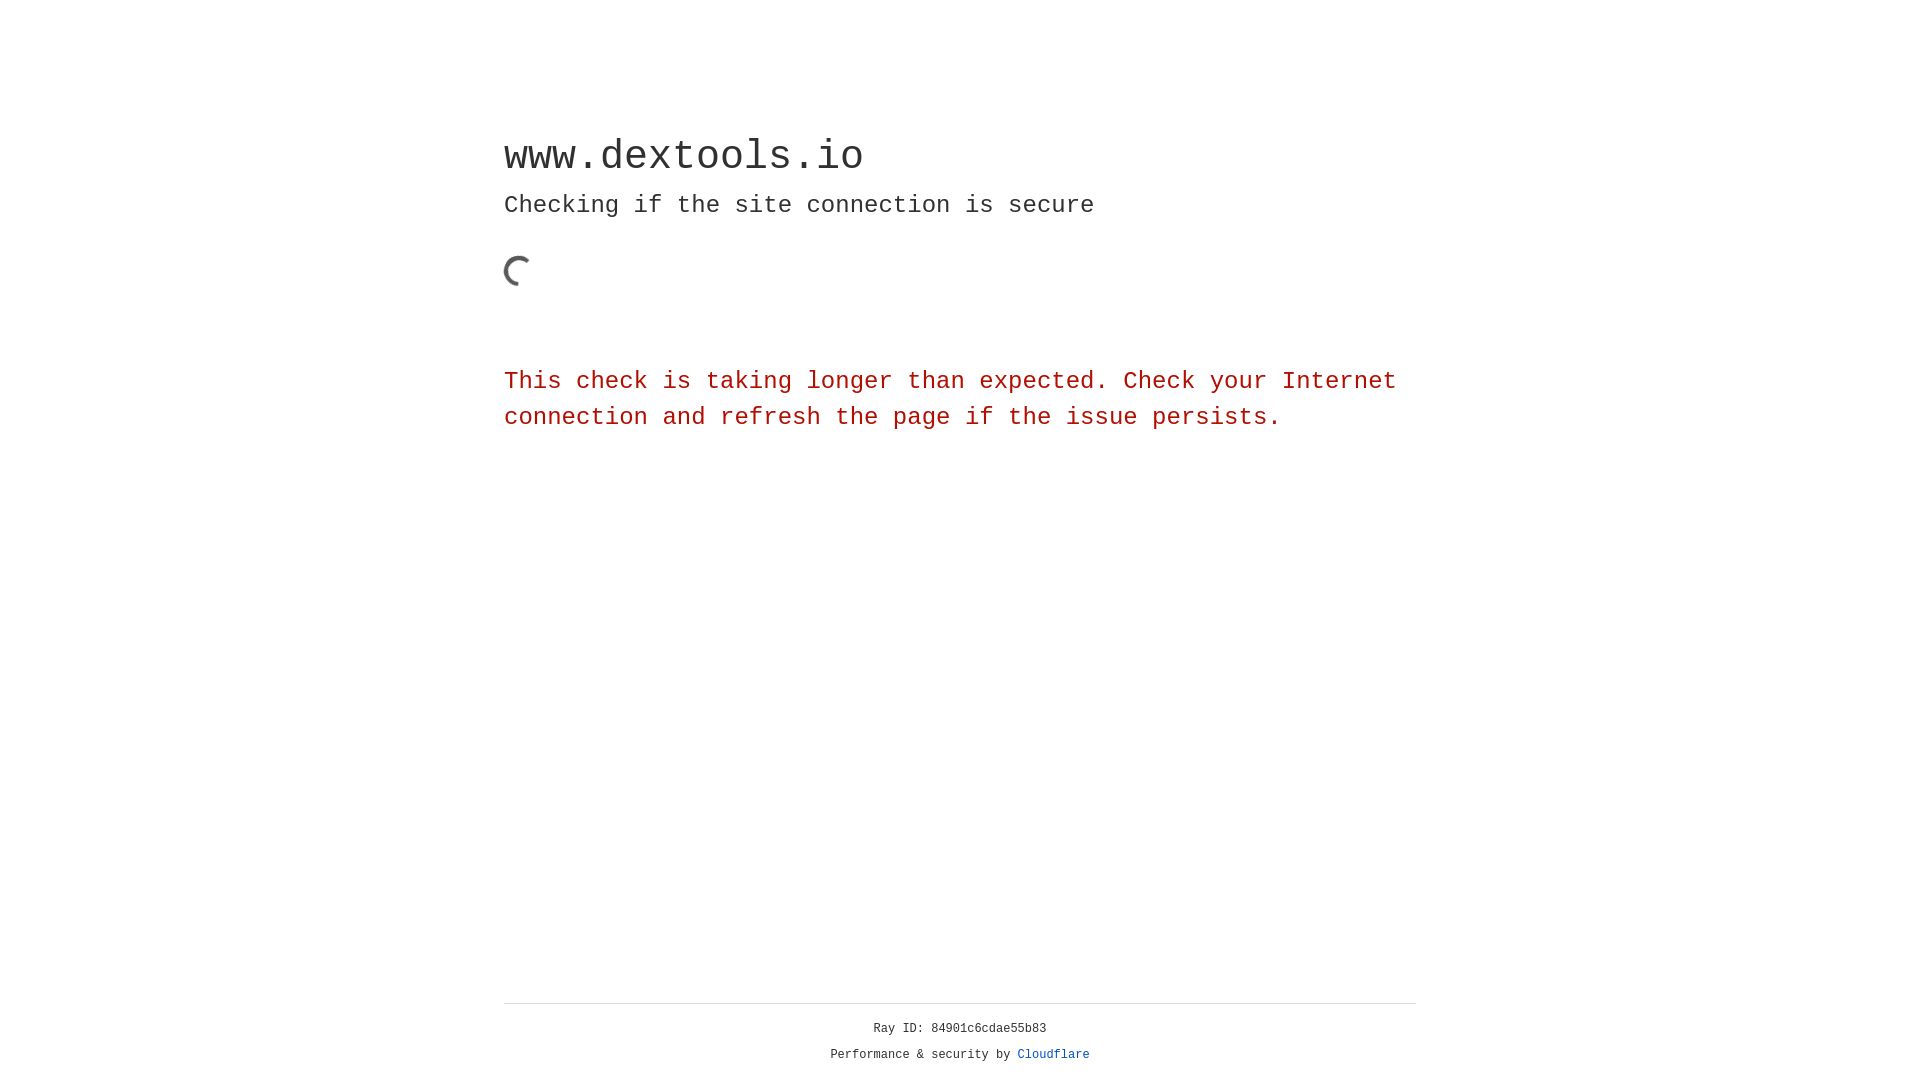 www.dextools.io
Checking if the site connection is secure
This check is taking longer than expected. Check your Internet
connection and refresh the page if the issue persists.
Ray ID: 84901c6cdae55b83
Performance & security by Cloudflare